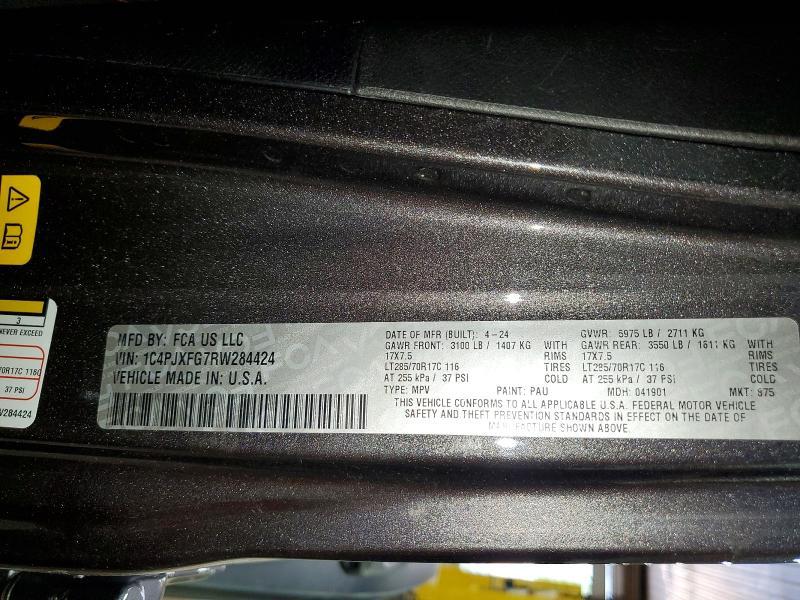 3
NEVER EXCEED
70R17C 116C
37 PSI
W284424
MFD BY: FCA US LLC
VIN: 1C4PJXFG7RW284424
VEHICLE MADE IN U.S.A.
DATE OF MFR (BUILT): 4-24 GVWR: 5975 LB / 2711 KG
GAWR FRONT: 3100 LB / 1407 KG WITH GAWR REAR: 3550 LB / 1611 KG WITH
17X7.5 RIMS 17X7.5 RIMS
LT285/70R17C 116 TIRES LT285/70R17C 116 TIRES
AT 255 kPa / 37 PSI COLD AT 255 kPa / 37 PSI COLD
TYPE: MPV PAINT: PAU MDH: 041901 MKT: 975
THIS VEHICLE CONFORMS TO ALL APPLICABLE U.S.A. FEDERAL MOTOR VEHICLE
SAFETY AND THEFT PREVENTION STANDARDS IN EFFECT ON THE DATE OF
MANUFACTURE SHOWN ABOVE.